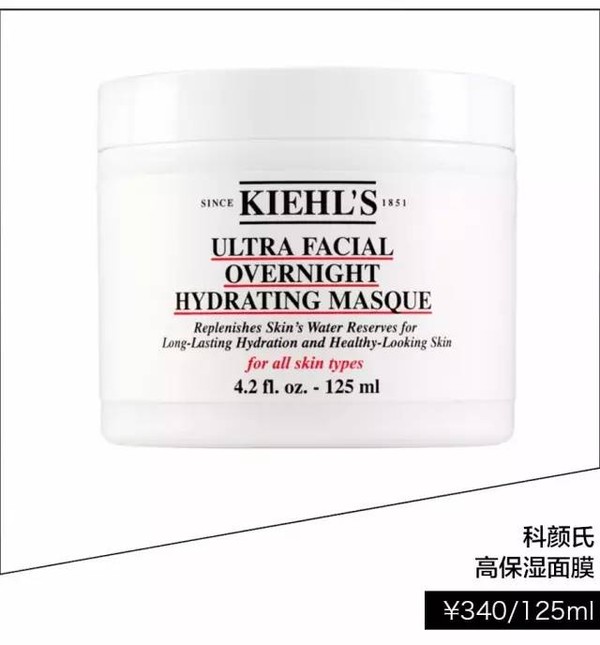 SINCE KIEHL'S 1851
ULTRA FACIAL
OVERNIGHT
HYDRATING MASQUE
Replenishes Skin's Water Reserves for
Long-Lasting Hydration and Healthy-Looking Skin
for all skin types
4.2 fl. oz. - 125 ml
科颜氏
高保湿面膜
¥340/125ml